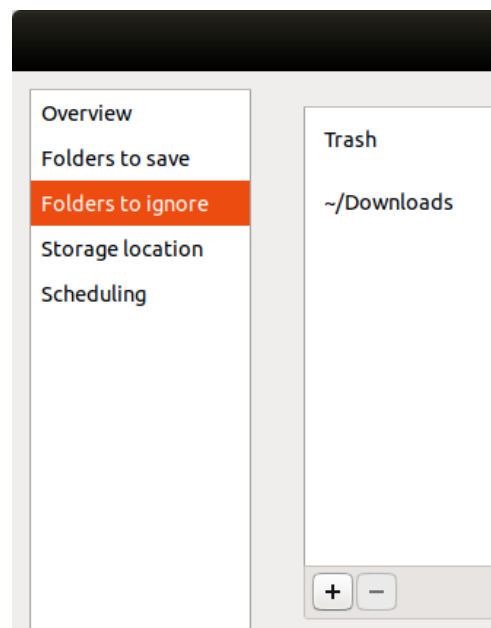 Overview
Folders to save
Folders to ignore
Storage location
Scheduling
Trash
~/Downloads
+ −